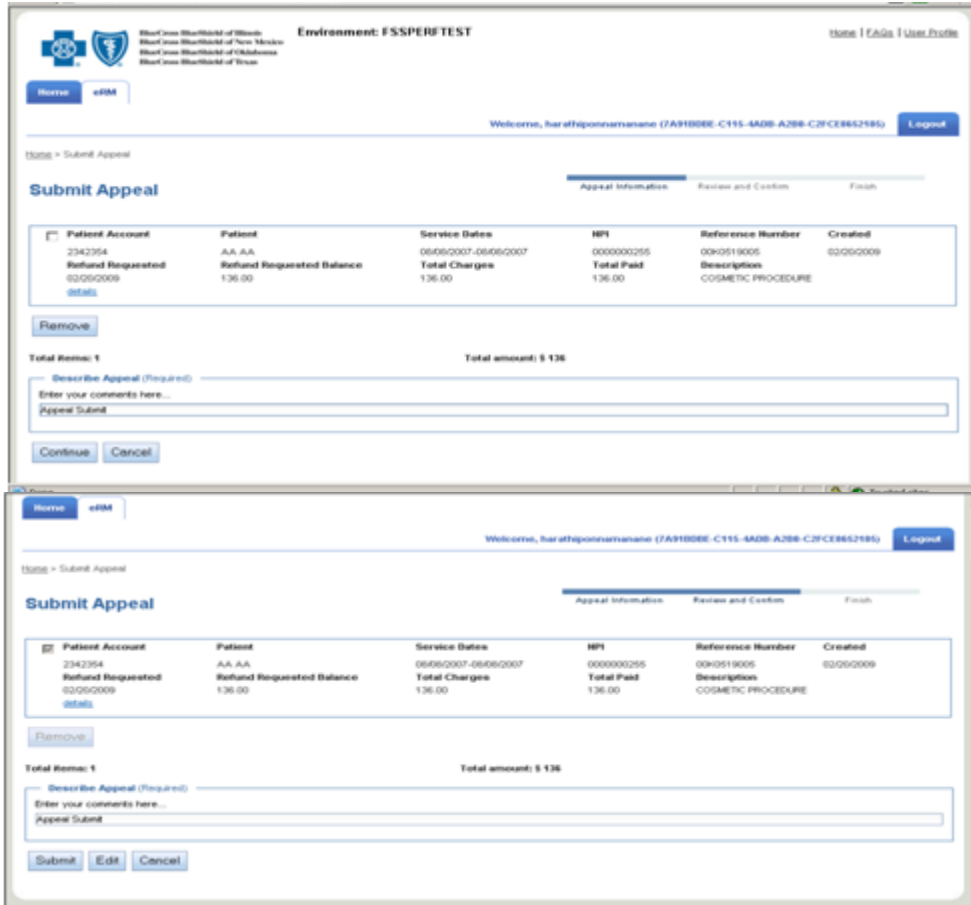 BlueCross BlueShield of Illinois
BlueCross BlueShield of New Mexico
BlueCross BlueShield of Oklahoma
BlueCross BlueShield of Texas
Environment: FSSPERFTEST
Home | FAQs | User Profile
Home eRM
Welcome, harathiponnamanane (7A91BDBE-C115-4ADB-A2B8-C2FCE8652185) Logout
Home > Submit Appeal
Submit Appeal
Appeal Information Review and Confirm Finish
Patient Account Patient Service Dates NPI Reference Number Created
2342354 AA AA 08/08/2007-08/08/2007 0000000255 00K0519005 02/20/2009
Refund Requested Refund Requested Balance Total Charges Total Paid Description
02/20/2009 136.00 136.00 136.00 COSMETIC PROCEDURE
details
Remove
Total items: 1 Total amount: $ 136
Describe Appeal (Required)
Enter your comments here...
Appeal Submit
Continue Cancel
Home eRM
Welcome, harathiponnamanane (7A91BDBE-C115-4ADB-A2B8-C2FCE8652185) Logout
Home > Submit Appeal
Submit Appeal
Appeal Information Review and Confirm Finish
Patient Account Patient Service Dates NPI Reference Number Created
2342354 AA AA 08/08/2007-08/08/2007 0000000255 00K0519005 02/20/2009
Refund Requested Refund Requested Balance Total Charges Total Paid Description
02/20/2009 136.00 136.00 136.00 COSMETIC PROCEDURE
details
Remove
Total items: 1 Total amount: $ 136
Describe Appeal (Required)
Enter your comments here...
Appeal Submit
Submit Edit Cancel